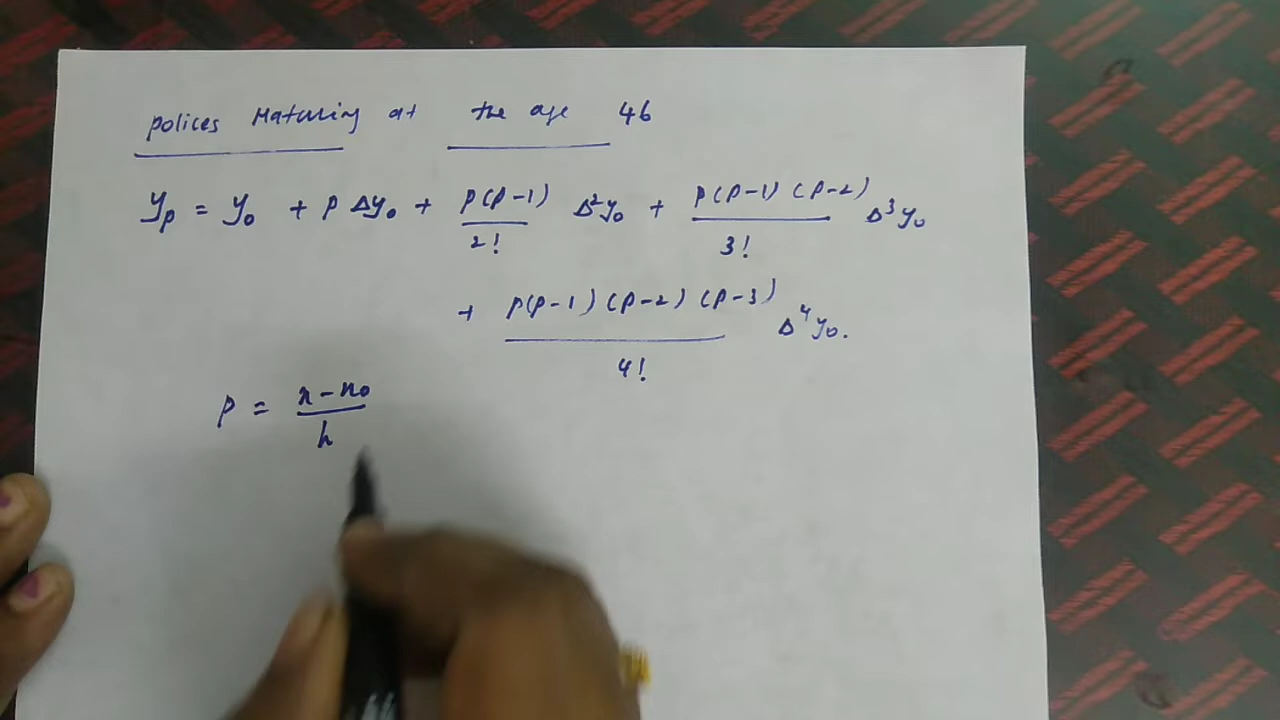 polices Maturing at the age 46
yp = y₀ + p Δy₀ + p(p-1)/2! Δ²y₀ + p(p-1)(p-2)/3! Δ³y₀
+ p(p-1)(p-2)(p-3)/4! Δ⁴y₀.
p = x-x₀/h